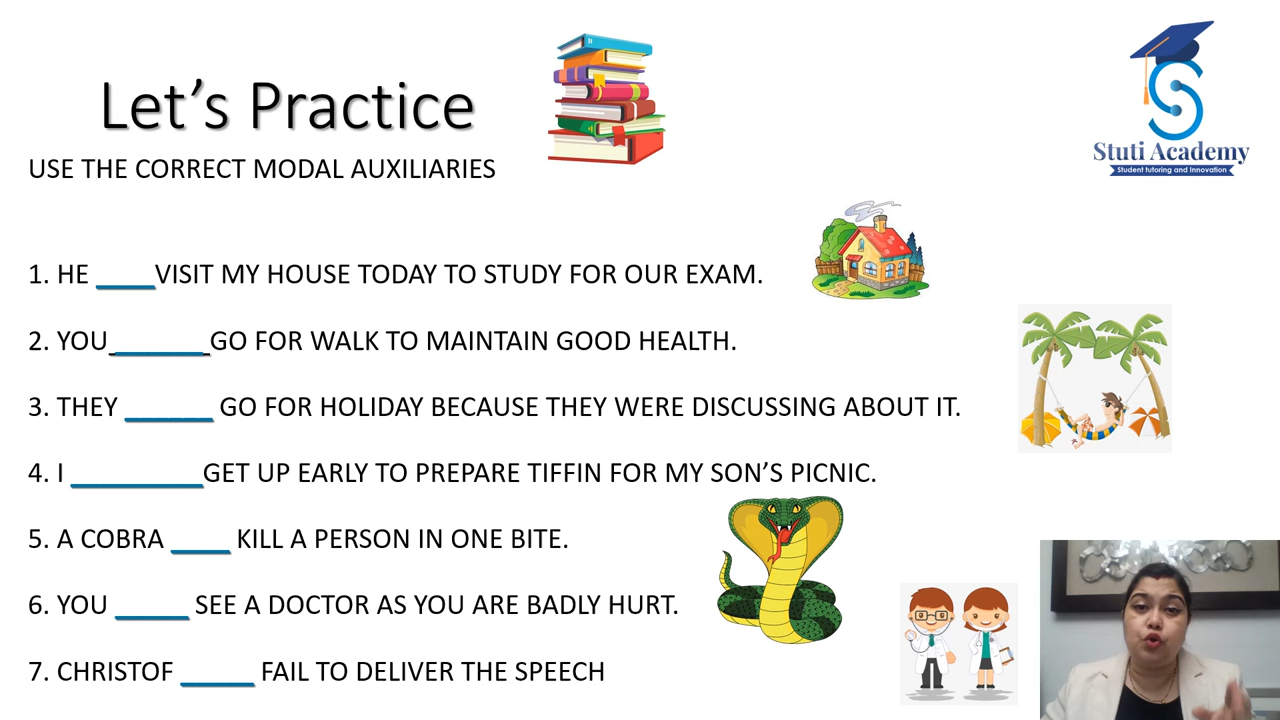 Let's Practice
USE THE CORRECT MODAL AUXILIARIES
Stuti Academy
Student tutoring and Innovation
1. HE ____VISIT MY HOUSE TODAY TO STUDY FOR OUR EXAM.
2. YOU_______GO FOR WALK TO MAINTAIN GOOD HEALTH.
3. THEY ______ GO FOR HOLIDAY BECAUSE THEY WERE DISCUSSING ABOUT IT.
4. I _________GET UP EARLY TO PREPARE TIFFIN FOR MY SON'S PICNIC.
5. A COBRA ____ KILL A PERSON IN ONE BITE.
6. YOU _____ SEE A DOCTOR AS YOU ARE BADLY HURT.
7. CHRISTOF _____ FAIL TO DELIVER THE SPEECH